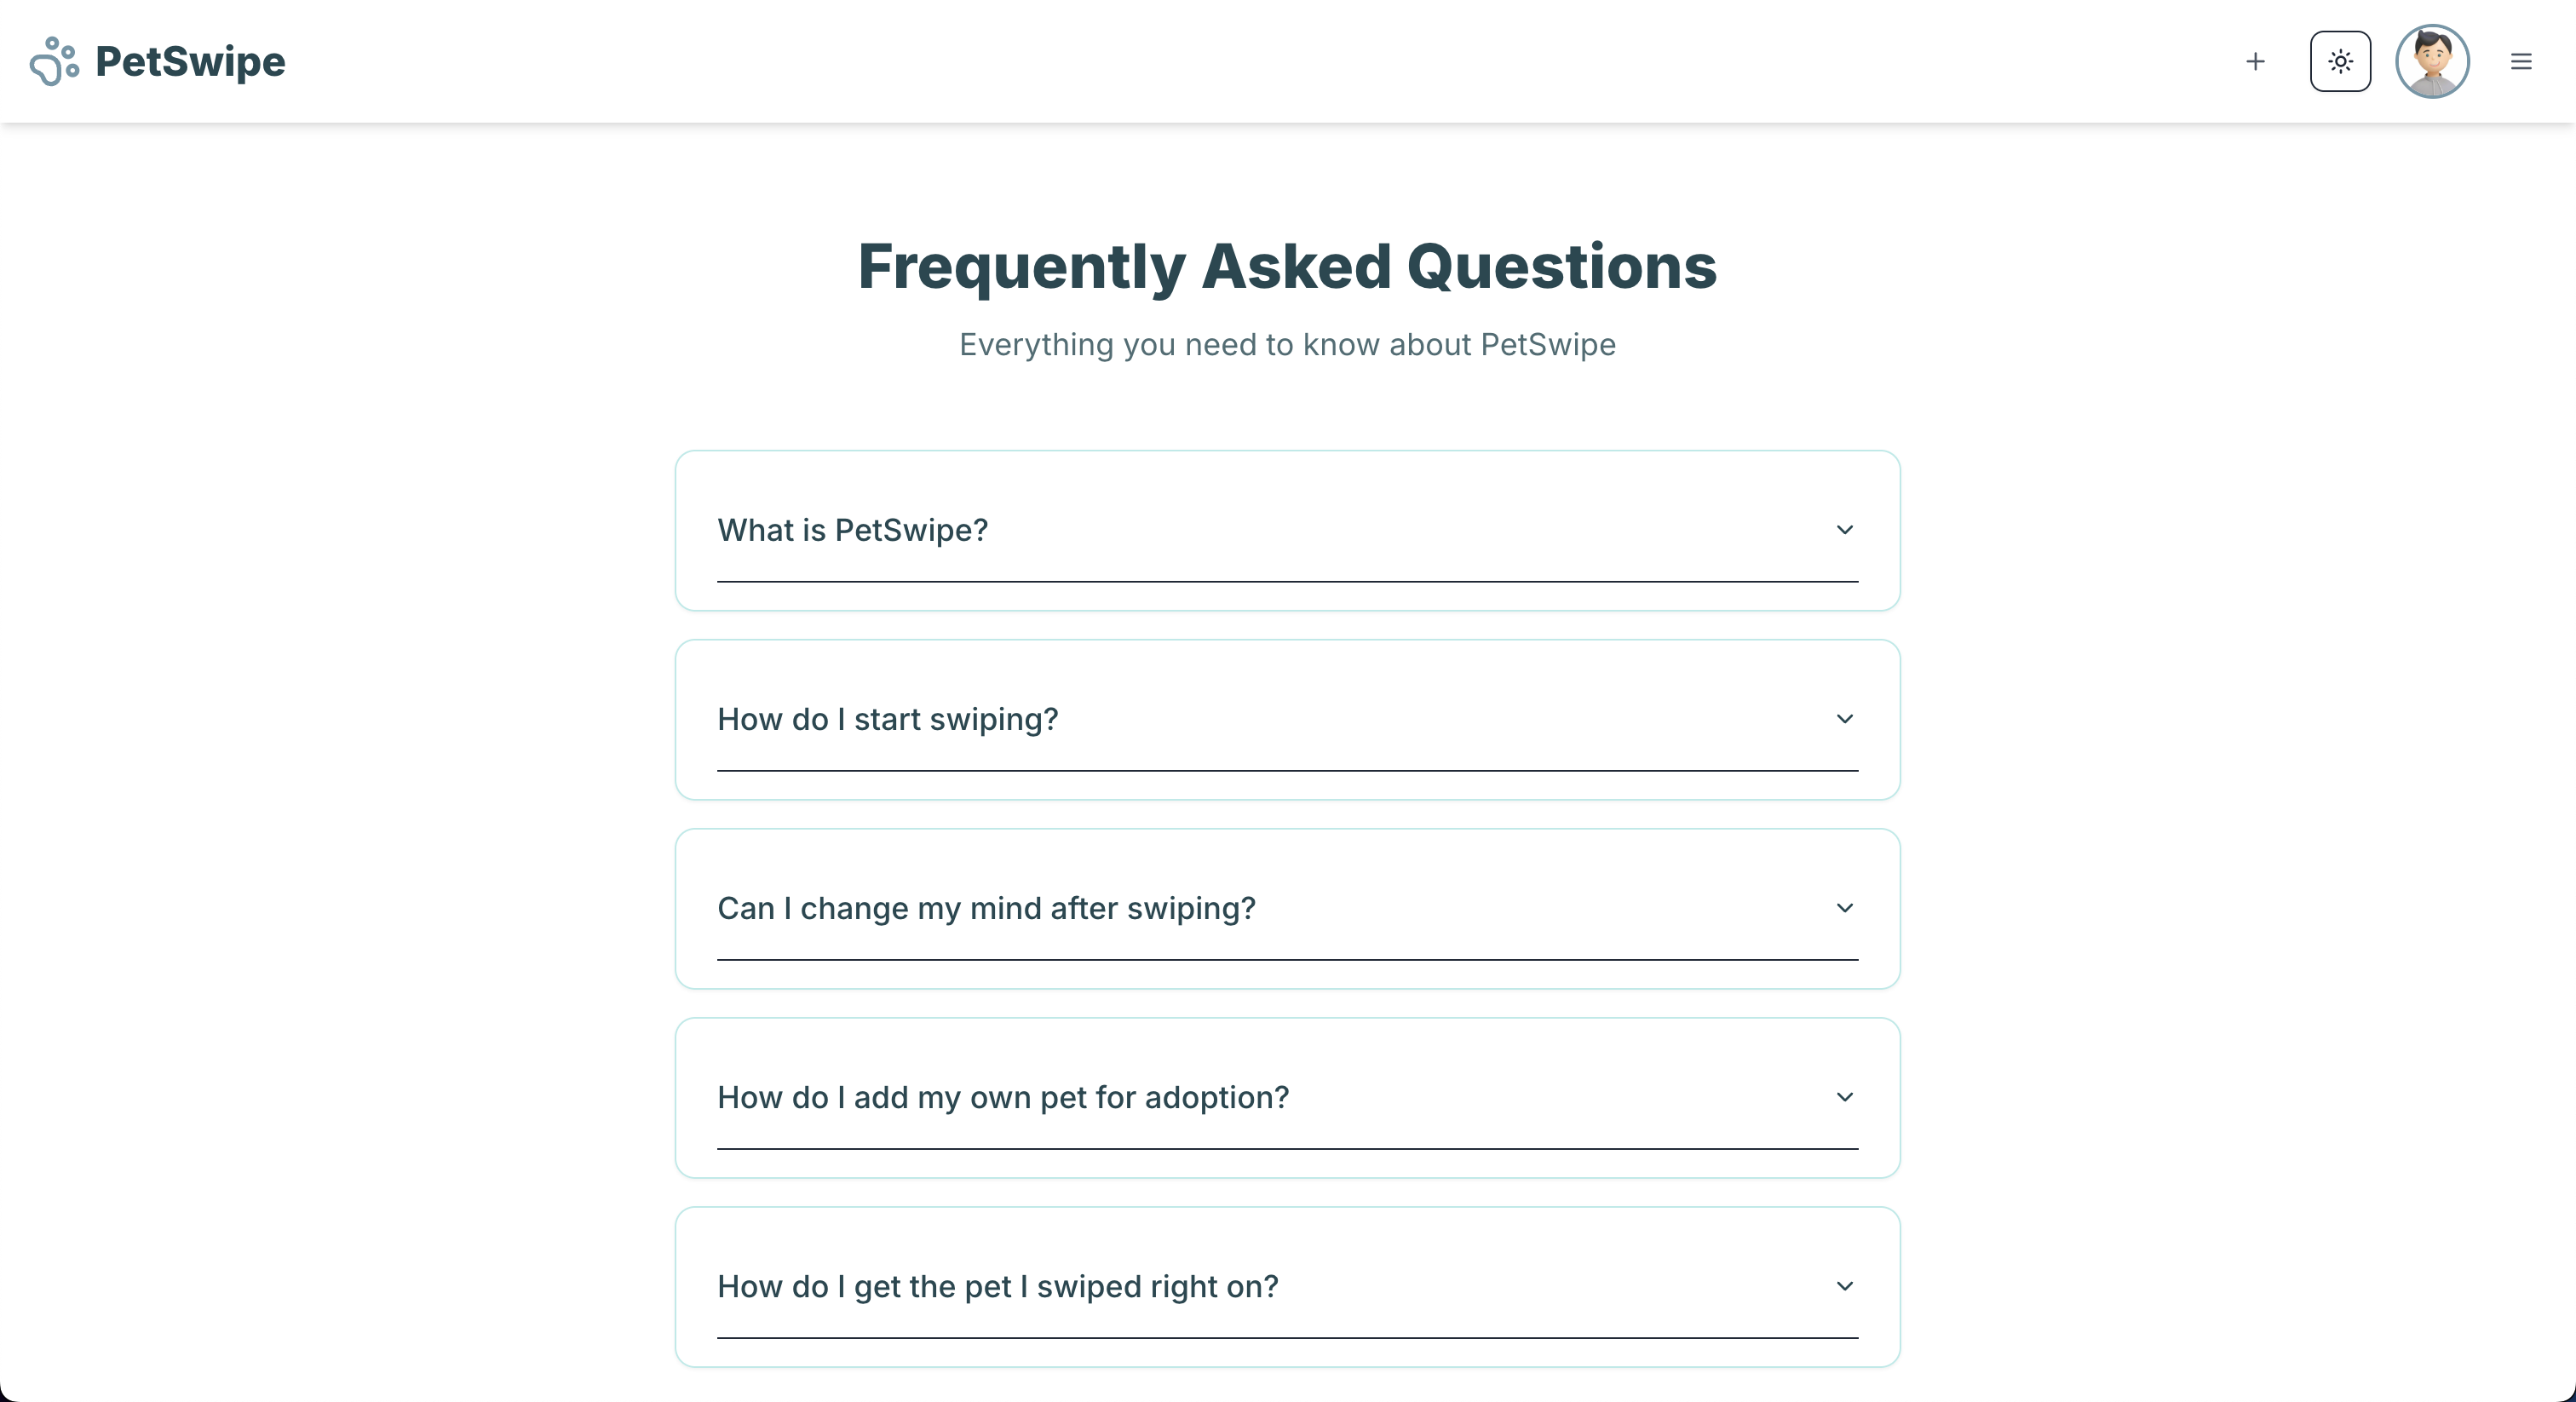 PetSwipe
Frequently Asked Questions
Everything you need to know about PetSwipe
What is PetSwipe?
How do I start swiping?
Can I change my mind after swiping?
How do I add my own pet for adoption?
How do I get the pet I swiped right on?